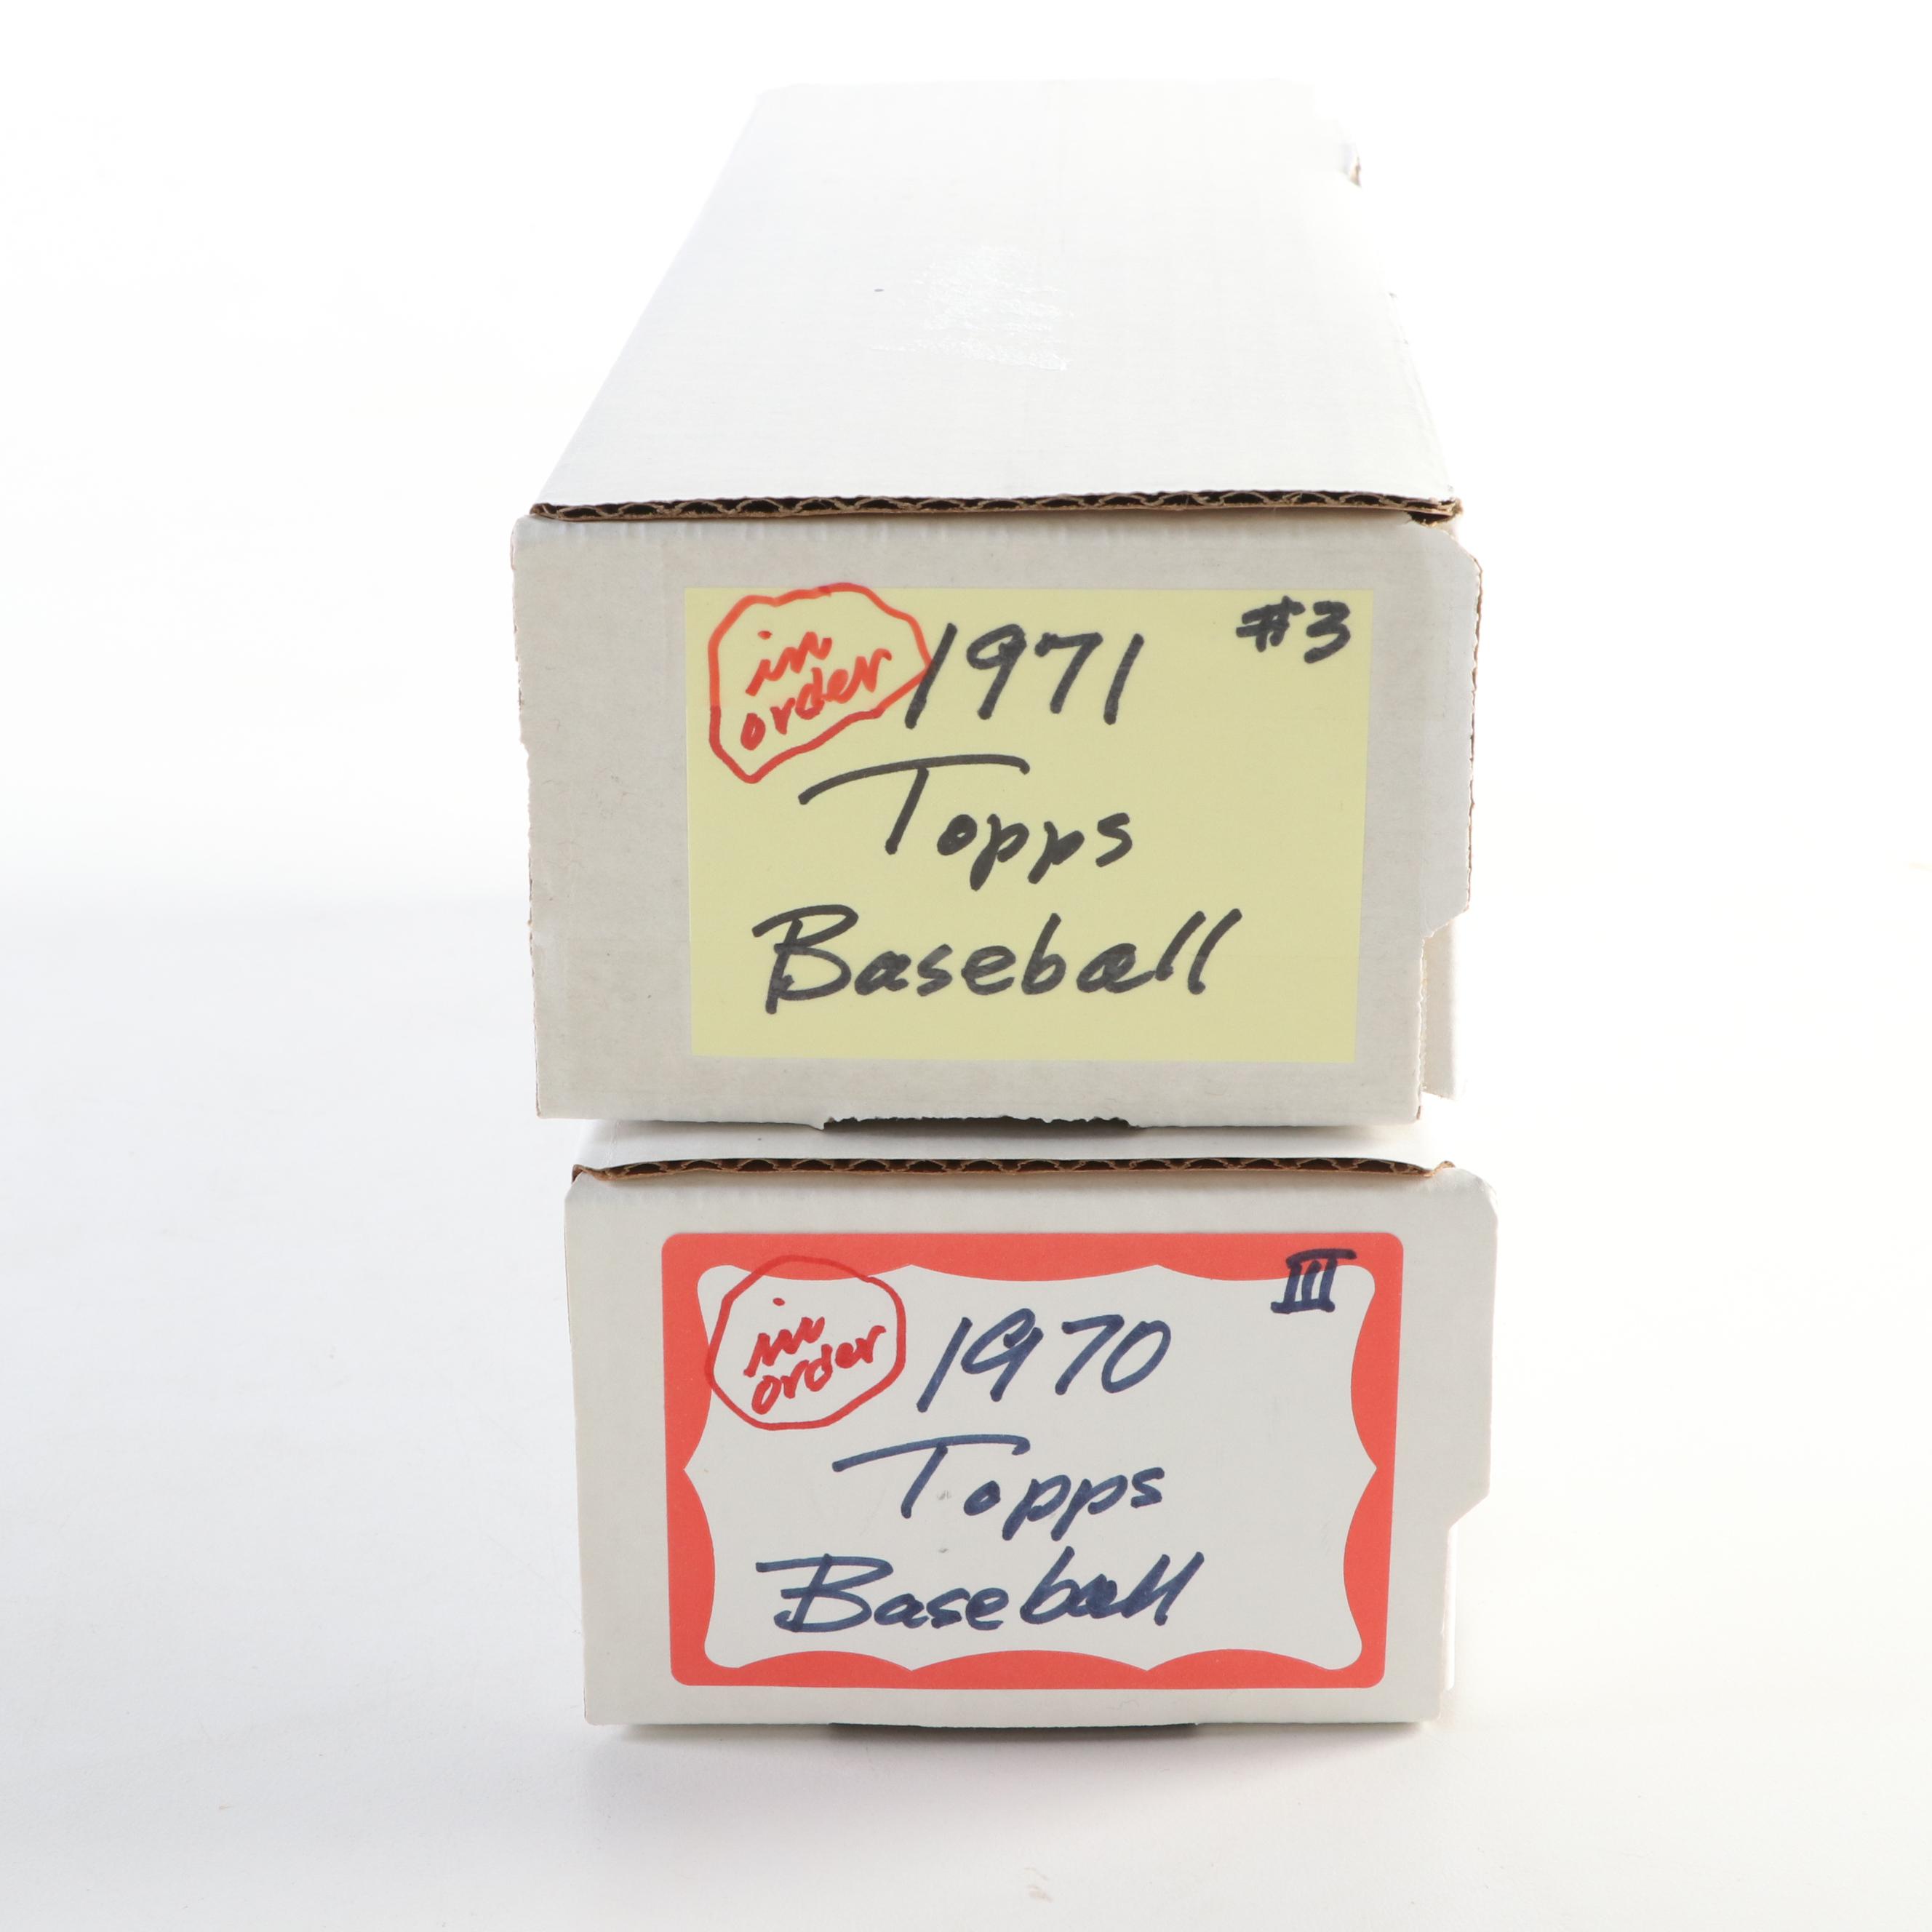 in
order
1971
#3
Topps
Baseball
in
order
1970
III
Topps
Baseball